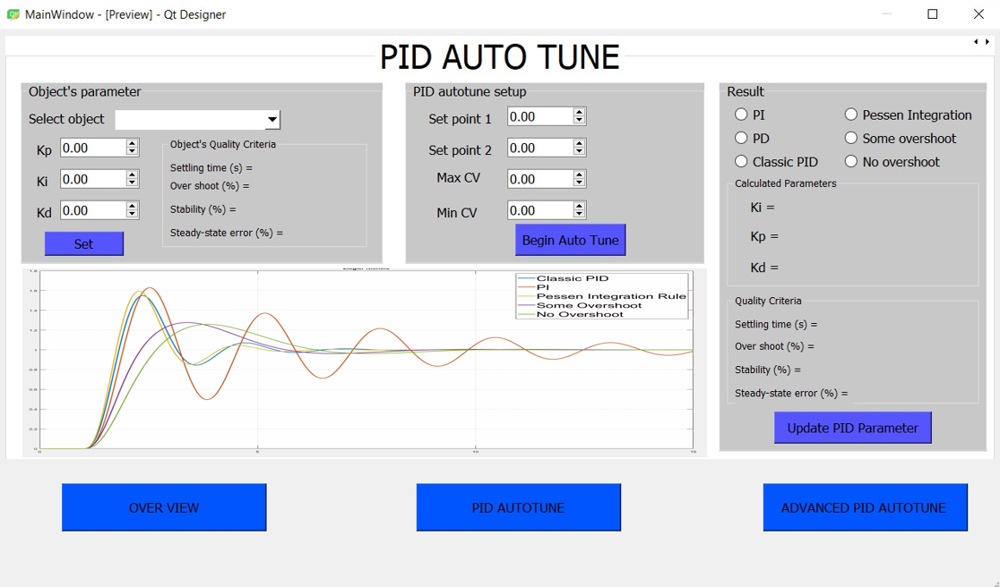 MainWindow - [Preview] - Qt Designer
PID AUTO TUNE
Object's parameter
Select object
Kp 0.00
Ki 0.00
Kd 0.00
Set
Object's Quality Criteria
Settling time (s) =
Over shoot (%) =
Stability (%) =
Steady-state error (%) =
PID autotune setup
Set point 1 0.00
Set point 2 0.00
Max CV 0.00
Min CV 0.00
Begin Auto Tune
Result
PI Pessen Integration
PD Some overshoot
Classic PID No overshoot
Calculated Parameters
Ki =
Kp =
Kd =
Quality Criteria
Settling time (s) =
Over shoot (%) =
Stability (%) =
Steady-state error (%) =
Update PID Parameter
Classic PID
PI
Pessen Integration Rule
Some Overshoot
No Overshoot
1.8
1.6
1.4
1.2
1
0.8
0.6
0.4
0.2
0
0 5 10 15
OVER VIEW
PID AUTOTUNE
ADVANCED PID AUTOTUNE